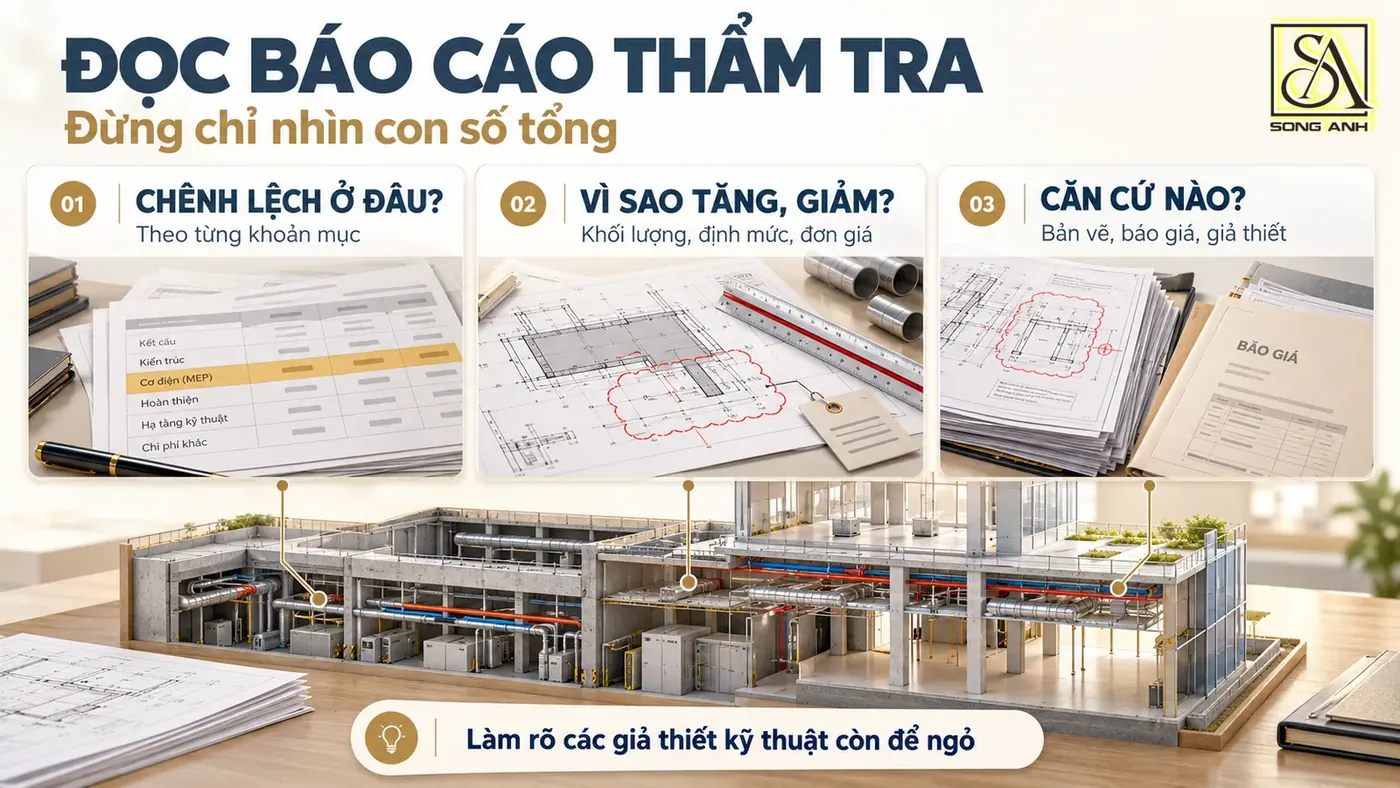 ĐỌC BÁO CÁO THẨM TRA
Đừng chỉ nhìn con số tổng
SA
SONG ANH
01
CHÊNH LỆCH Ở ĐÂU?
Theo từng khoản mục
Kết cấu
Kiến trúc
Cơ điện (MEP)
Hoàn thiện
Hạ tầng kỹ thuật
Chi phí khác
02
VÌ SAO TĂNG, GIẢM?
Khối lượng, định mức, đơn giá
03
CĂN CỨ NÀO?
Bản vẽ, báo giá, giả thiết
BÃO GIÁ
Làm rõ các giả thiết kỹ thuật còn để ngỏ